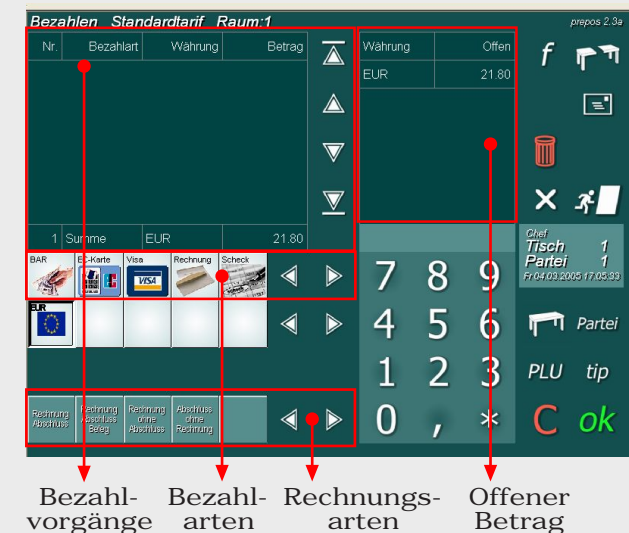 Bezahlen Standardtarif Raum:1
prepos 2.3a
Nr. Bezahlart Währung Betrag
Währung Offen
EUR 21.80
f
1 Summe EUR 21.80
Chef
Tisch 1
Partei 1
Fr 04.03.2005 17:05:33
BAR EC-Karte Visa Rechnung Scheck
VISA
EUR
7 8 9
4 5 6
1 2 3
0 , *
Partei
PLU tip
C ok
Rechnung Abschluss
Rechnung Abschluss Beleg
Rechnung ohne Abschluss
Abschluss ohne Rechnung
Bezahl-
vorgänge
Bezahl-
arten
Rechnungs-
arten
Offener
Betrag